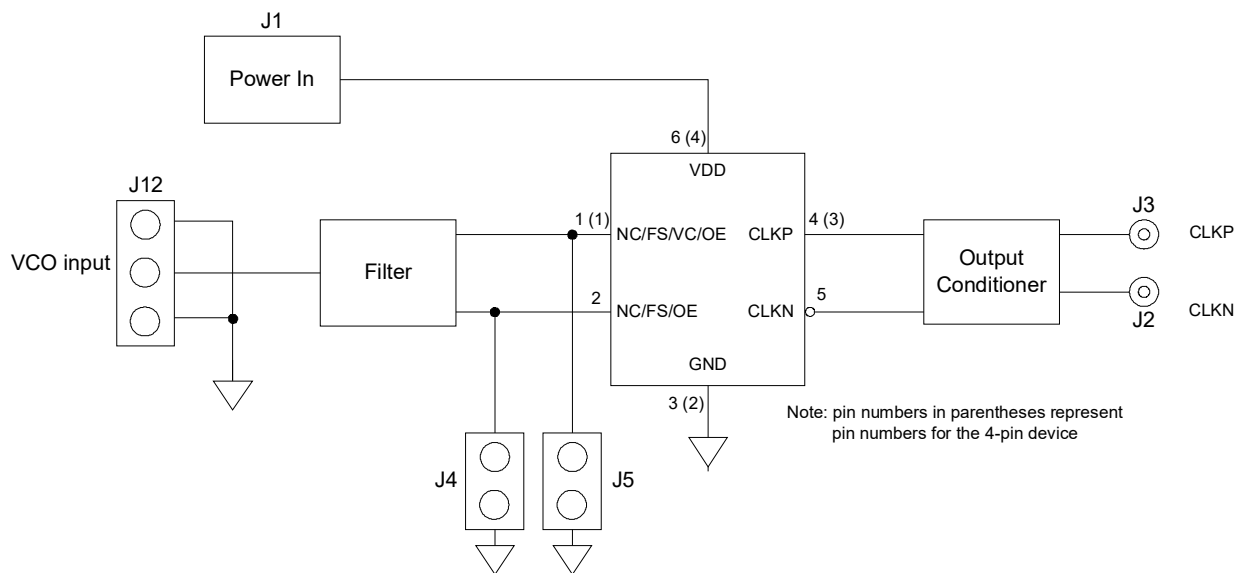 J1
Power In
6 (4)
VDD
J12
VCO input
Filter
1 (1)
NC/FS/VC/OE
CLKP
4 (3)
2
NC/FS/OE
CLKN
5
GND
3 (2)
Output
Conditioner
J3
CLKP
J2
CLKN
Note: pin numbers in parentheses represent
pin numbers for the 4-pin device
J4
J5